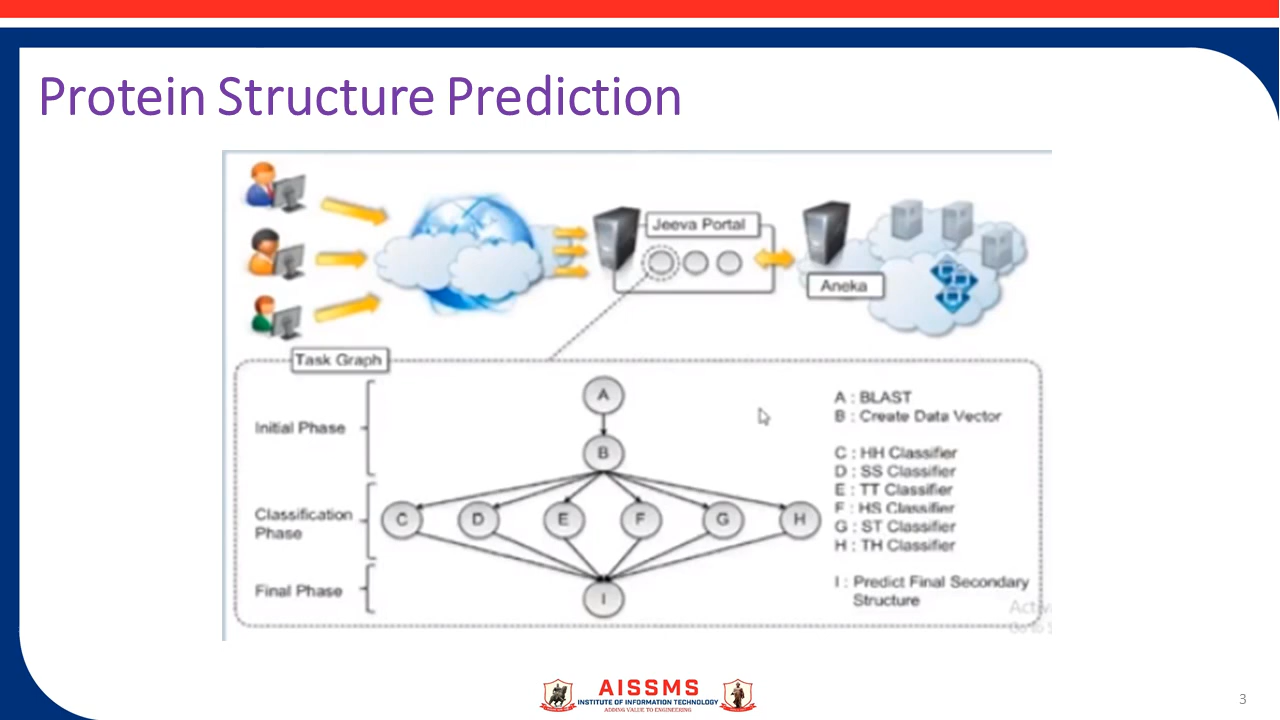 Protein Structure Prediction
Jeeva Portal
Aneka
Task Graph
Initial Phase
Classification
Phase
Final Phase
A
B
C
D
E
F
G
H
I
A : BLAST
B : Create Data Vector
C : HH Classifier
D : SS Classifier
E : TT Classifier
F : HS Classifier
G : ST Classifier
H : TH Classifier
I : Predict Final Secondary
Structure
AISSMS
INSTITUTE OF INFORMATION TECHNOLOGY
ADDING VALUE TO ENGINEERING
3